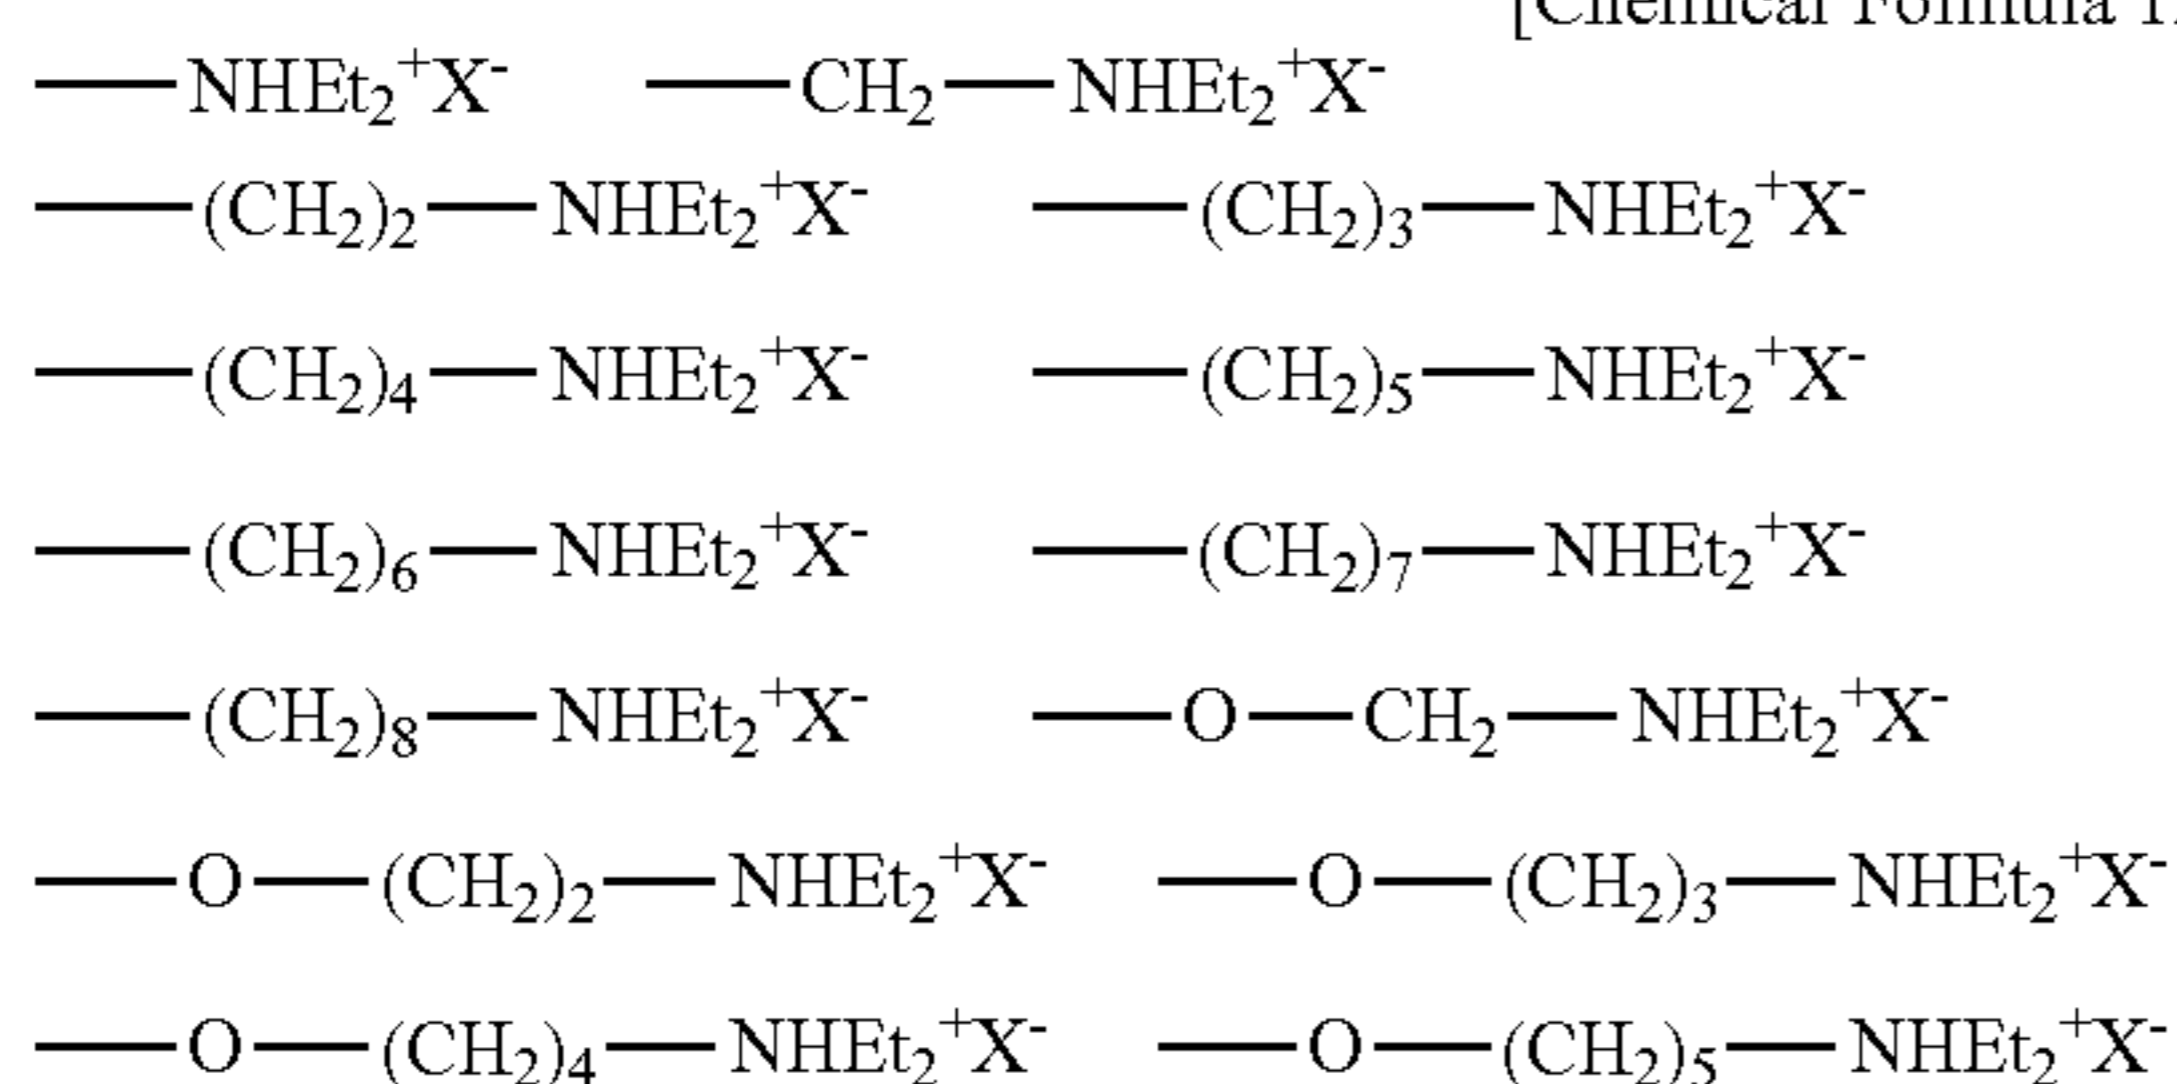 [Chemical Formula
—NHEt₂⁺X⁻ —CH₂—NHEt₂⁺X⁻
—(CH₂)₂—NHEt₂⁺X⁻ —(CH₂)₃—NHEt₂⁺X⁻
—(CH₂)₄—NHEt₂⁺X⁻ —(CH₂)₅—NHEt₂⁺X⁻
—(CH₂)₆—NHEt₂⁺X⁻ —(CH₂)₇—NHEt₂⁺X⁻
—(CH₂)₈—NHEt₂⁺X⁻ —O—CH₂—NHEt₂⁺X⁻
—O—(CH₂)₂—NHEt₂⁺X⁻ —O—(CH₂)₃—NHEt₂⁺X⁻
—O—(CH₂)₄—NHEt₂⁺X⁻ —O—(CH₂)₅—NHEt₂⁺X⁻